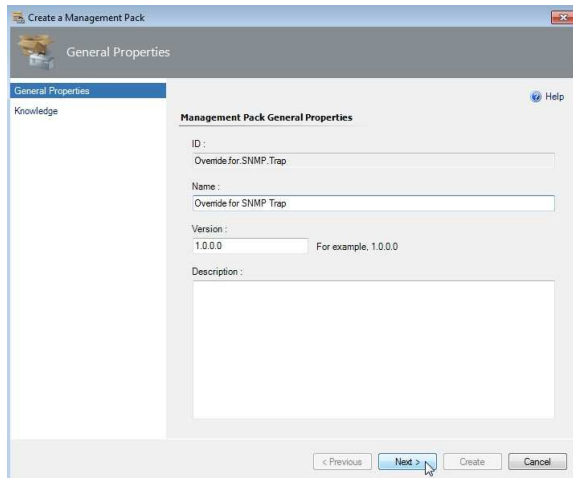 Create a Management Pack
General Properties
General Properties
Knowledge
Help
Management Pack General Properties
ID :
Override.for.SNMP.Trap
Name :
Override for SNMP Trap
Version :
1.0.0.0 For example, 1.0.0.0
Description :
< Previous Next > Create Cancel